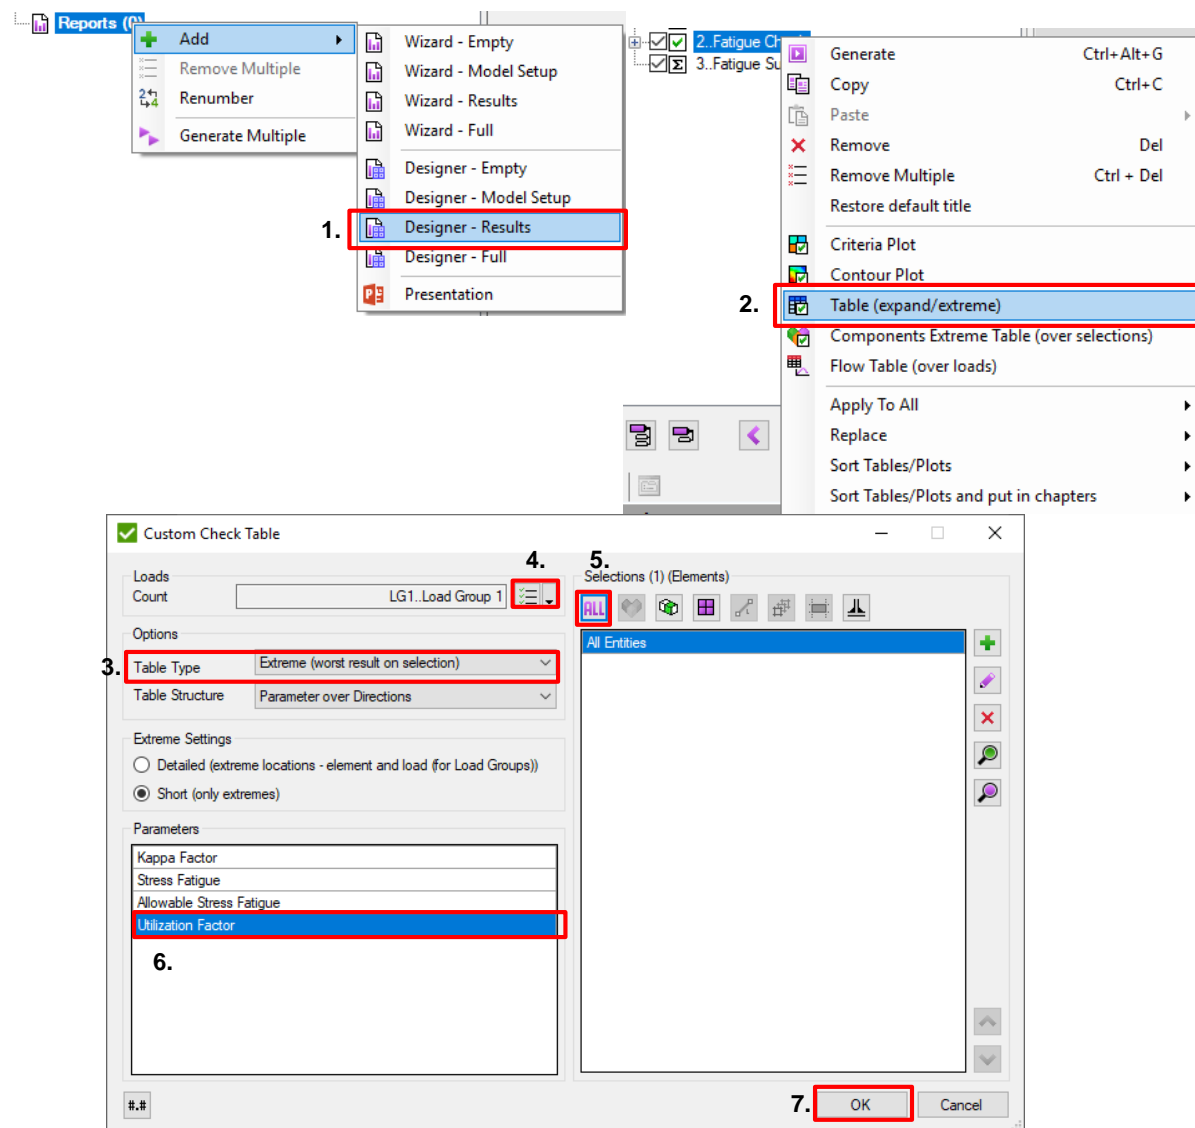 Reports (0)
Add
Remove Multiple
Renumber
Generate Multiple
Wizard - Empty
Wizard - Model Setup
Wizard - Results
Wizard - Full
Designer - Empty
Designer - Model Setup
1.
Designer - Results
Designer - Full
Presentation
2..Fatigue Ch
3..Fatigue Su
Generate Ctrl+Alt+G
Copy Ctrl+C
Paste
Remove Del
Remove Multiple Ctrl + Del
Restore default title
Criteria Plot
Contour Plot
2.
Table (expand/extreme)
Components Extreme Table (over selections)
Flow Table (over loads)
Apply To All
Replace
Sort Tables/Plots
Sort Tables/Plots and put in chapters
Custom Check Table
4.
5.
Loads
Count LG1..Load Group 1
Selections (1) (Elements)
ALL
All Entities
Options
3.
Table Type Extreme (worst result on selection)
Table Structure Parameter over Directions
Extreme Settings
Detailed (extreme locations - element and load (for Load Groups))
Short (only extremes)
Parameters
Kappa Factor
Stress Fatigue
Allowable Stress Fatigue
Utilization Factor
6.
#.#
7.
OK
Cancel